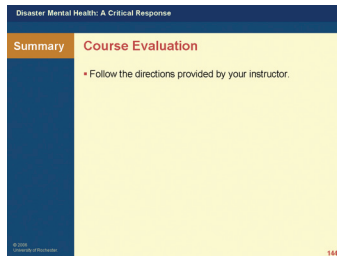 Disaster Mental Health: A Critical Response
Summary
Course Evaluation
▪ Follow the directions provided by your instructor.
© 2005
University of Rochester
144